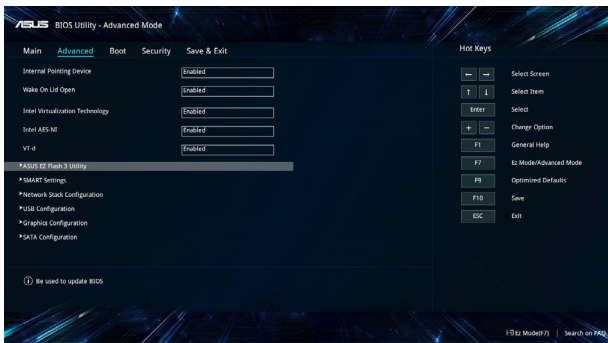 ASUS BIOS Utility - Advanced Mode
Main Advanced Boot Security Save & Exit
Internal Pointing Device Enabled
Wake On Lid Open Enabled
Intel Virtualization Technology Enabled
Intel AES-NI Enabled
VT-d Enabled
ASUS EZ Flash 3 Utility
SMART Settings
Network Stack Configuration
USB Configuration
Graphics Configuration
SATA Configuration
Be used to update BIOS
Hot Keys
← → Select Screen
↑ ↓ Select Item
Enter Select
+ - Change Option
F1 General Help
F7 Ez Mode/Advanced Mode
F9 Optimized Defaults
F10 Save
ESC Exit
Ez Mode(F7) | Search on FAQ